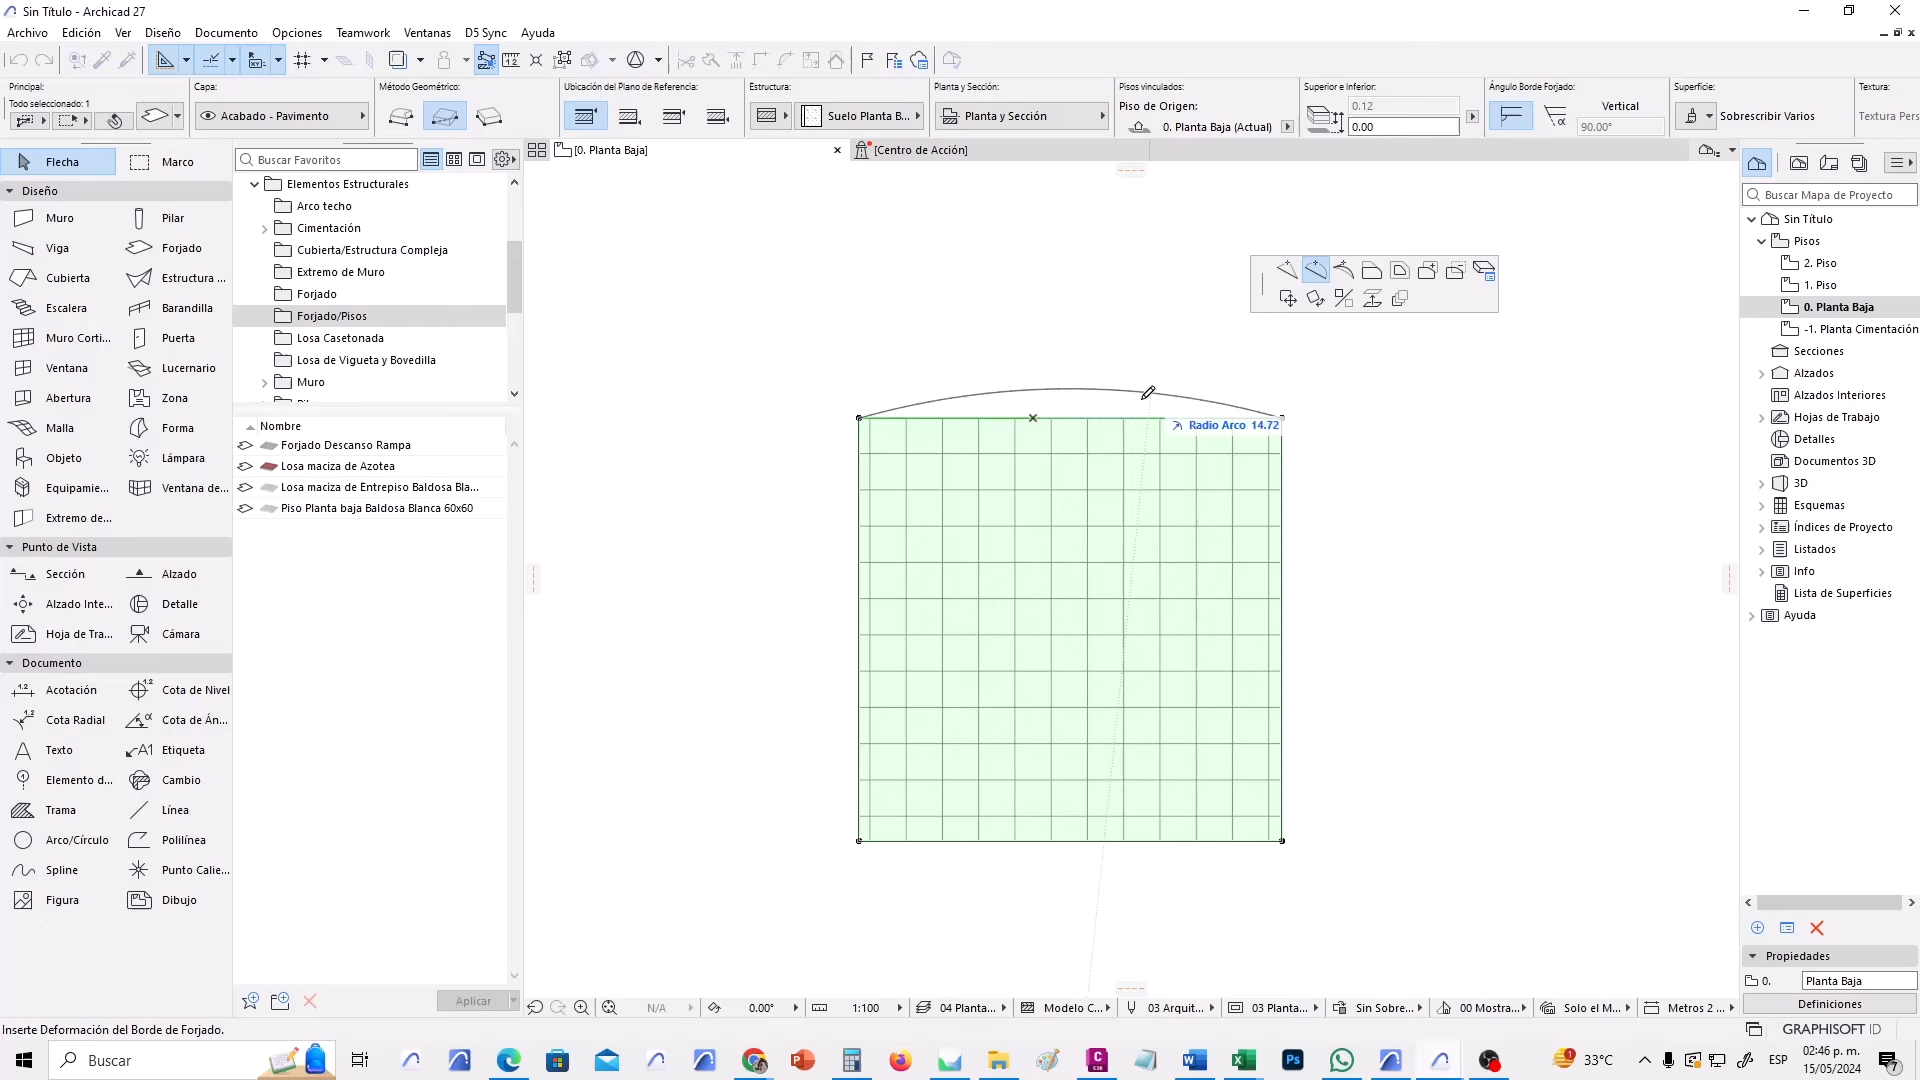 Sin Título - Archicad 27
Archivo Edición Ver Diseño Documento Opciones Teamwork Ventanas D5 Sync Ayuda
Principal:
Todo seleccionado: 1
Capa:
Acabado - Pavimento
Método Geométrico:
Ubicación del Plano de Referencia:
Estructura:
Suelo Planta B...
Planta y Sección:
Planta y Sección
Pisos vinculados:
Piso de Origen:
0. Planta Baja (Actual)
Superior e Inferior:
0.12
0.00
Ángulo Borde Forjado:
Vertical
90.00°
Superficie:
Sobrescribir Varios
Textura:
Textura Pers
Flecha Marco
Diseño
Muro Pilar
Viga Forjado
Cubierta Estructura ...
Escalera Barandilla
Muro Corti... Puerta
Ventana Lucernario
Abertura Zona
Malla Forma
Objeto Lámpara
Equipamie... Ventana de...
Extremo de...
Punto de Vista
Sección Alzado
Alzado Inte... Detalle
Hoja de Tra... Cámara
Documento
Acotación Cota de Nivel
Cota Radial Cota de Án...
Texto Etiqueta
Elemento d... Cambio
Trama Línea
Arco/Círculo Polilínea
Spline Punto Calie...
Figura Dibujo
Buscar Favoritos
Elementos Estructurales
Arco techo
Cimentación
Cubierta/Estructura Compleja
Extremo de Muro
Forjado
Forjado/Pisos
Losa Casetonada
Losa de Vigueta y Bovedilla
Muro
Nombre
Forjado Descanso Rampa
Losa maciza de Azotea
Losa maciza de Entrepiso Baldosa Bla...
Piso Planta baja Baldosa Blanca 60x60
Aplicar
[0. Planta Baja]
[Centro de Acción]
Radio Arco 14.72
Buscar Mapa de Proyecto
Sin Título
Pisos
2. Piso
1. Piso
0. Planta Baja
-1. Planta Cimentación
Secciones
Alzados
Alzados Interiores
Hojas de Trabajo
Detalles
Documentos 3D
3D
Esquemas
Índices de Proyecto
Listados
Info
Lista de Superficies
Ayuda
Propiedades
0. Planta Baja
Definiciones
N/A 0.00° 1:100 04 Planta... Modelo C... 03 Arquit... 03 Planta... Sin Sobre... 00 Mostra... Solo el M... Metros 2 ...
Inserte Deformación del Borde de Forjado.
GRAPHISOFT ID
Buscar
33°C
ESP
02:46 p. m.
15/05/2024
7